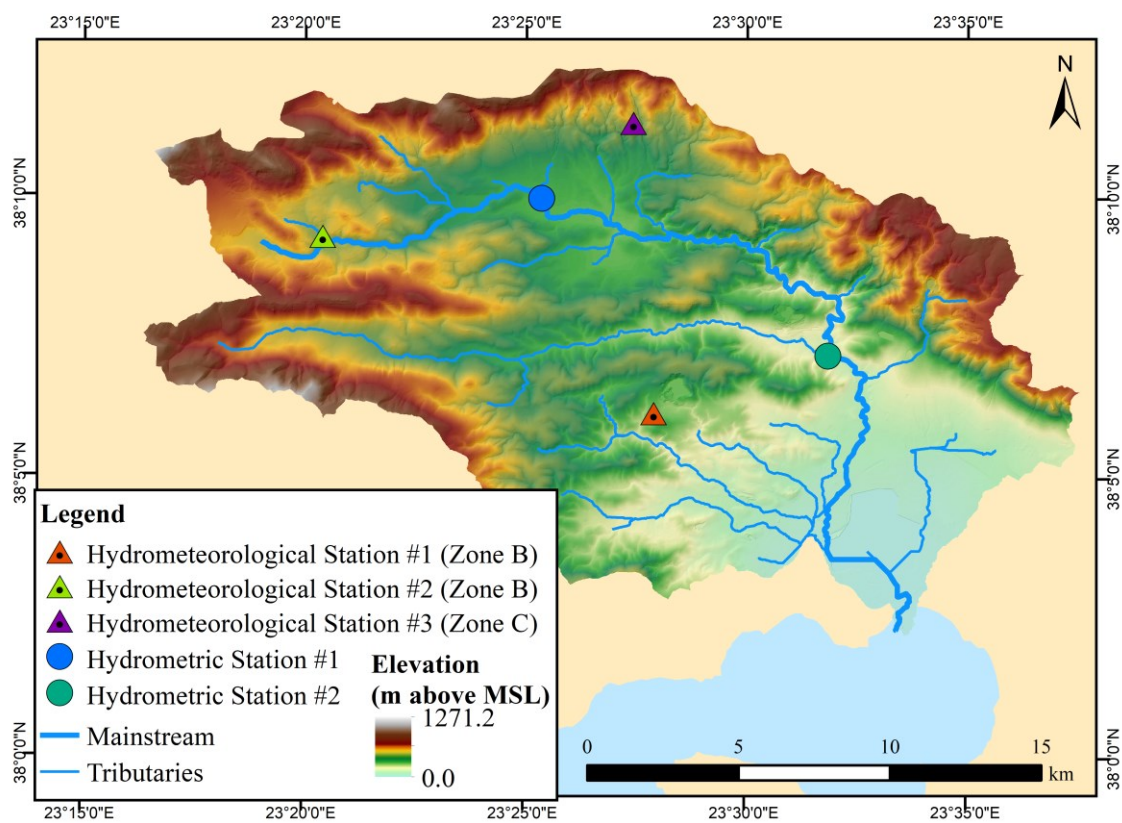 23°15'0"E 23°20'0"E 23°25'0"E 23°30'0"E 23°35'0"E
N
38°10'0"N 38°10'0"N
38°5'0"N 38°5'0"N
Legend
Hydrometeorological Station #1 (Zone B)
Hydrometeorological Station #2 (Zone B)
Hydrometeorological Station #3 (Zone C)
Hydrometric Station #1
Hydrometric Station #2
Mainstream
Tributaries
Elevation
(m above MSL)
1271.2
0.0
0 5 10 15
km
38°0'0"N 38°0'0"N
23°15'0"E 23°20'0"E 23°25'0"E 23°30'0"E 23°35'0"E